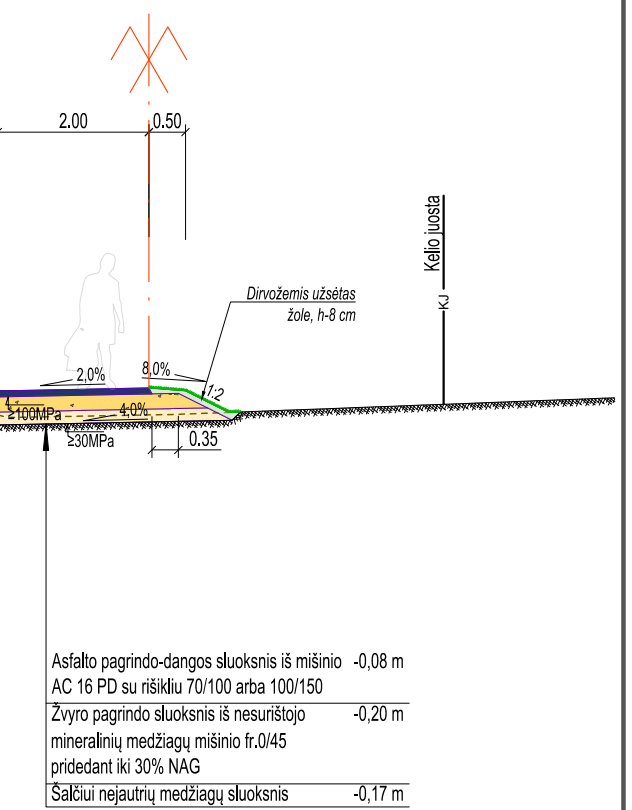 2.00
0.50
Kelio juosta
KJ
Dirvožemis užsėtas
žole, h-8 cm
2,0%
8,0%
1:2
≥100MPa
4,0%
≥30MPa
0.35
Asfalto pagrindo-dangos sluoksnis iš mišinio -0,08 m
AC 16 PD su rišikliu 70/100 arba 100/150
Žvyro pagrindo sluoksnis iš nesurištojo -0,20 m
mineralinių medžiagų mišinio fr.0/45
pridedant iki 30% NAG
Šalčiui nejautrių medžiagų sluoksnis -0,17 m